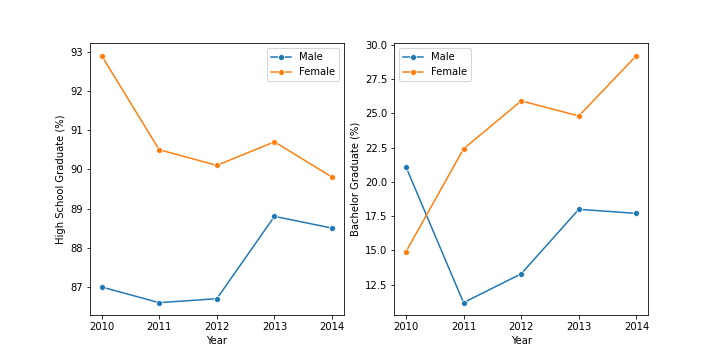 High School Graduate (%)
93
92
91
90
89
88
87
2010 2011 2012 2013 2014
Year
Male
Female
Bachelor Graduate (%)
30.0
27.5
25.0
22.5
20.0
17.5
15.0
12.5
2010 2011 2012 2013 2014
Year
Male
Female